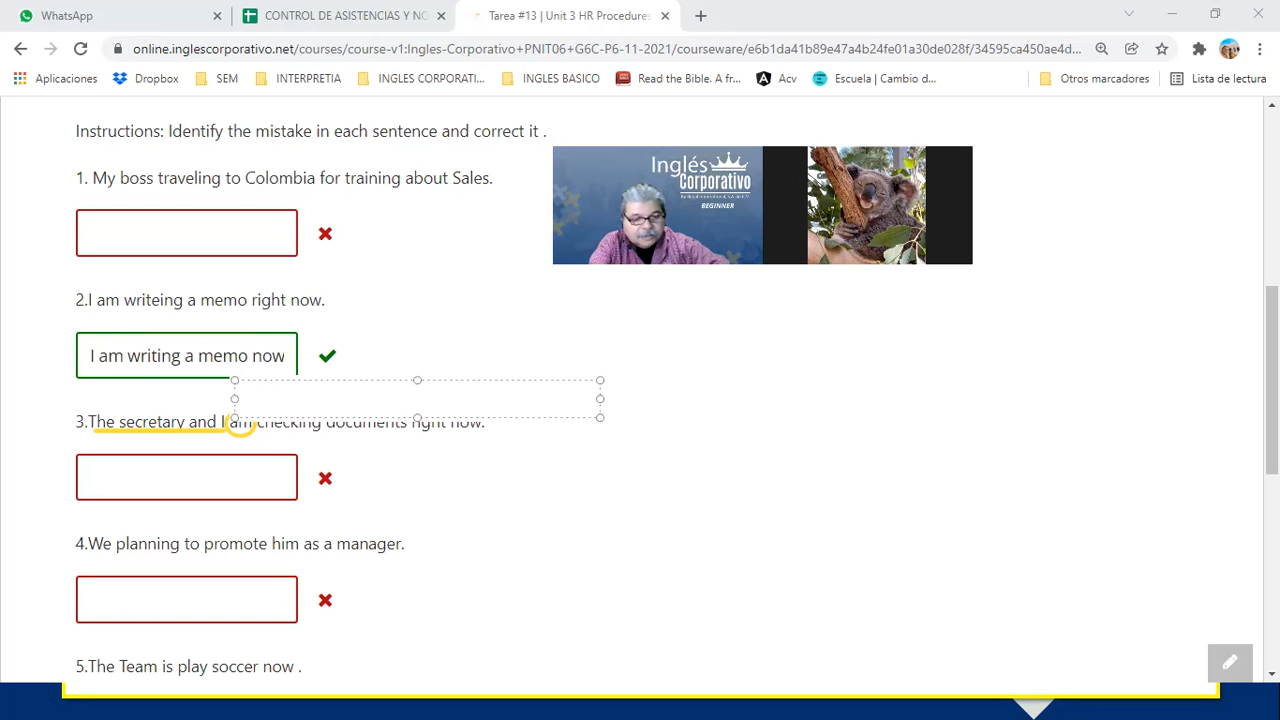 WhatsApp
CONTROL DE ASISTENCIAS Y NO
Tarea #13 | Unit 3 HR Procedures
online.inglescorporativo.net/courses/course-v1:Ingles-Corporativo+PNIT06+G6C-P6-11-2021/courseware/e6b1da41b89e47a4b24fe01a30de028f/34595ca450ae4d...
Aplicaciones Dropbox SEM INTERPRETIA INGLES CORPORATI... INGLES BASICO Read the Bible. A fr... Acv Escuela | Cambio d... Otros marcadores Lista de lectura
Instructions: Identify the mistake in each sentence and correct it .
1. My boss traveling to Colombia for training about Sales.
Inglés
Corporativo
BEGINNER
2.I am writeing a memo right now.
I am writing a memo now
3.The secretary and I am checking documents right now.
4.We planning to promote him as a manager.
5.The Team is play soccer now .